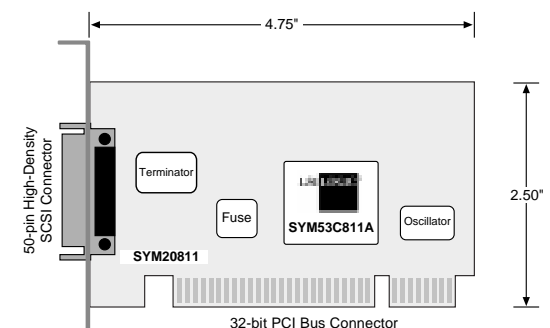 4.75"
50-pin High-Density
SCSI Connector
Terminator
Fuse
SYM53C811A
Oscillator
2.50"
SYM20811
32-bit PCI Bus Connector